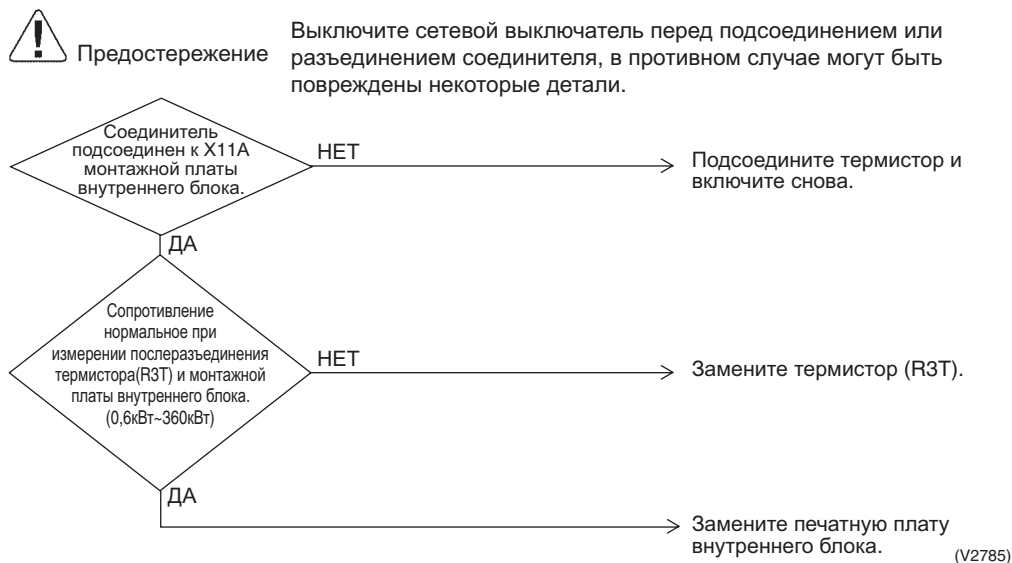 Предостережение
Выключите сетевой выключатель перед подсоединением или
разъединением соединителя, в противном случае могут быть
повреждены некоторые детали.
Соединитель
подсоединен к X11A
монтажной платы
внутреннего блока.
НЕТ
Подсоедините термистор и
включите снова.
ДА
Сопротивление
нормальное при
измерении послеразъединения
термистора(R3T) и монтажной
платы внутреннего блока.
(0,6кВт~360кВт)
НЕТ
Замените термистор (R3T).
ДА
Замените печатную плату
внутреннего блока.
(V2785)